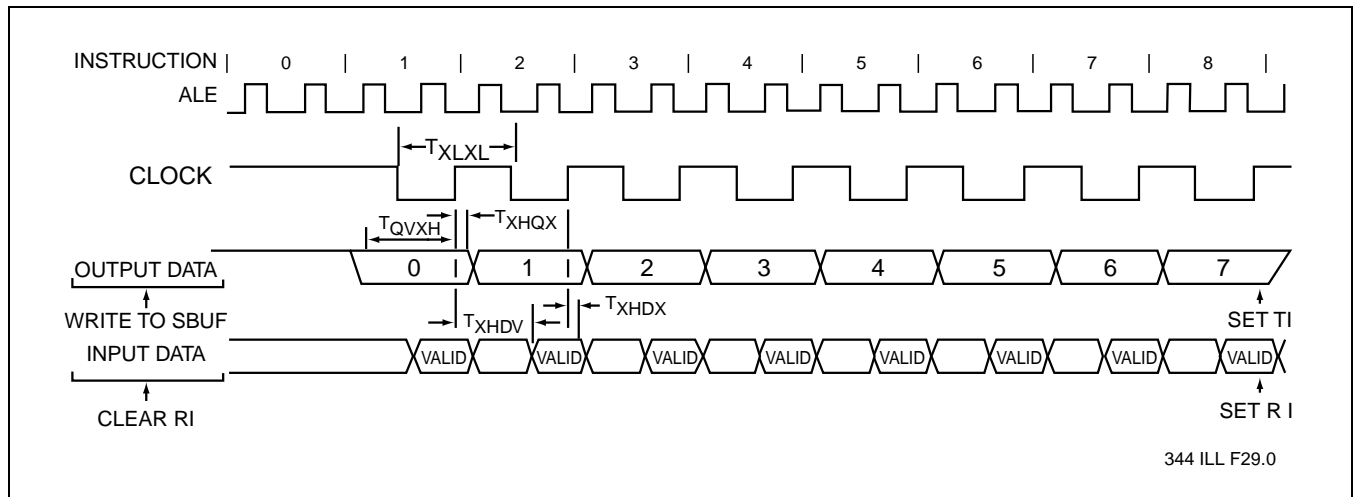 INSTRUCTION | 0 | 1 | 2 | 3 | 4 | 5 | 6 | 7 | 8 |
ALE
TXLXL
CLOCK
TQVXH TXHQX
OUTPUT DATA 0 1 2 3 4 5 6 7
WRITE TO SBUF TXHDV TXHDX SET TI
INPUT DATA VALID VALID VALID VALID VALID VALID VALID VALID
CLEAR RI SET R I
344 ILL F29.0